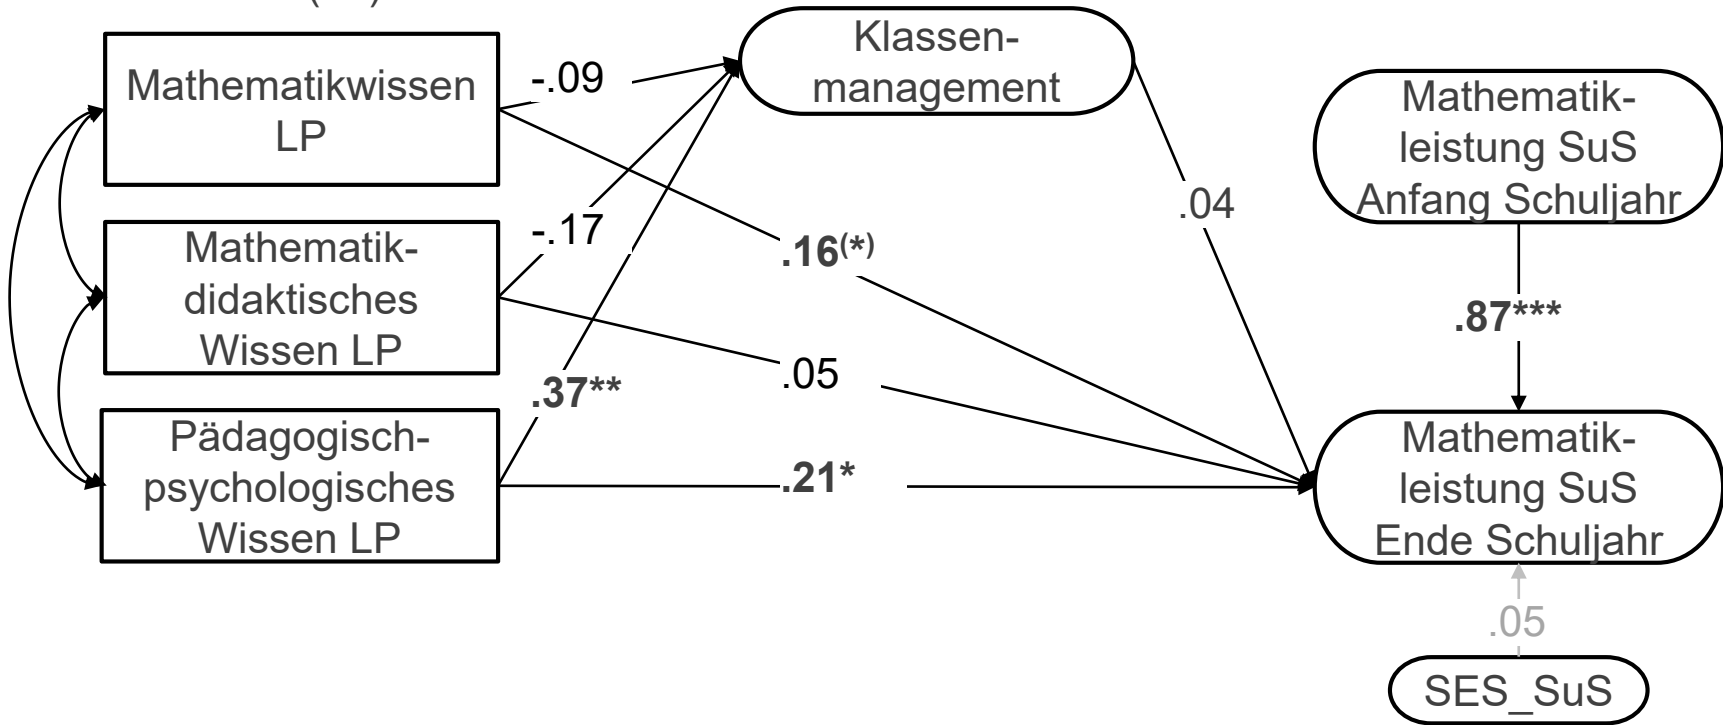 Mathematikwissen
LP
-.09
Klassen-
management
Mathematik-
leistung SuS
Anfang Schuljahr
.04
Mathematik-
didaktisches
Wissen LP
-.17
.16(*)
.87***
.05
.37**
Pädagogisch-
psychologisches
Wissen LP
.21*
Mathematik-
leistung SuS
Ende Schuljahr
.05
SES_SuS